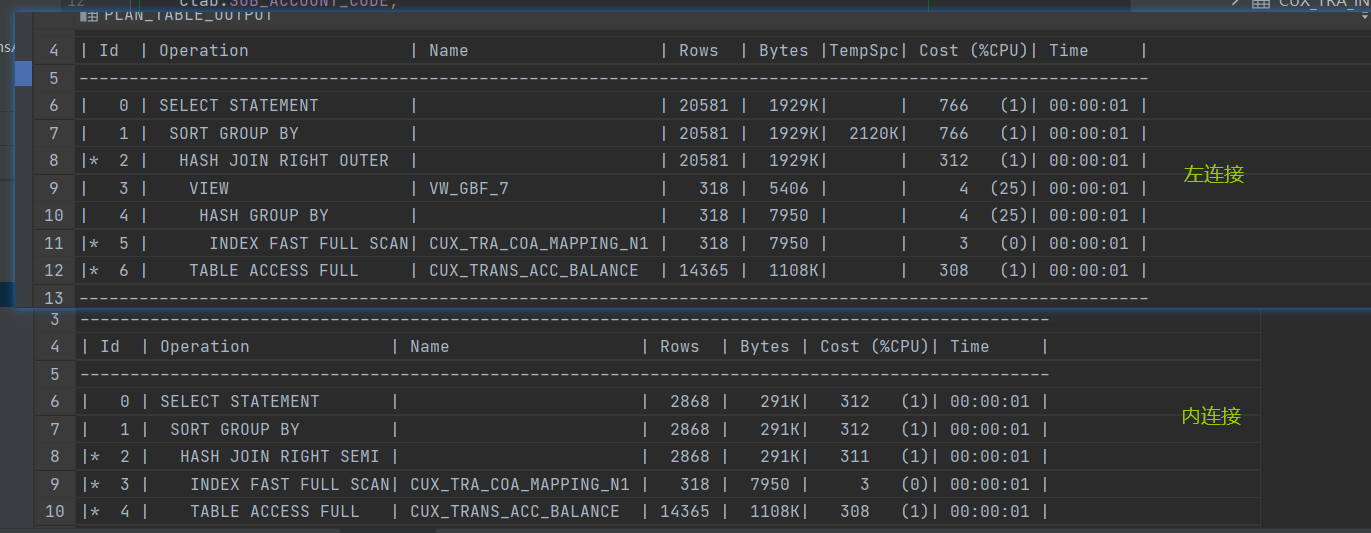 12 ctab.SUB_ACCOUNT_CODE,
CUX_TRA_IN
PLAN_TABLE_OUTPUT
4 | Id | Operation | Name | Rows | Bytes |TempSpc| Cost (%CPU)| Time |
5 ------------------------------------------------------------------------------------------------------------
6 | 0 | SELECT STATEMENT | | 20581 | 1929K| | 766 (1)| 00:00:01 |
7 | 1 | SORT GROUP BY | | 20581 | 1929K| 2120K| 766 (1)| 00:00:01 |
8 |* 2 | HASH JOIN RIGHT OUTER | | 20581 | 1929K| | 312 (1)| 00:00:01 |
9 | 3 | VIEW | VW_GBF_7 | 318 | 5406 | | 4 (25)| 00:00:01 |
10 | 4 | HASH GROUP BY | | 318 | 7950 | | 4 (25)| 00:00:01 |
11 |* 5 | INDEX FAST FULL SCAN| CUX_TRA_COA_MAPPING_N1 | 318 | 7950 | | 3 (0)| 00:00:01 |
12 |* 6 | TABLE ACCESS FULL | CUX_TRANS_ACC_BALANCE | 14365 | 1108K| | 308 (1)| 00:00:01 |
13 ------------------------------------------------------------------------------------------------------------
左连接
3 --------------------------------------------------------------------------------------------------
4 | Id | Operation | Name | Rows | Bytes | Cost (%CPU)| Time |
5 --------------------------------------------------------------------------------------------------
6 | 0 | SELECT STATEMENT | | 2868 | 291K| 312 (1)| 00:00:01 |
7 | 1 | SORT GROUP BY | | 2868 | 291K| 312 (1)| 00:00:01 |
8 |* 2 | HASH JOIN RIGHT SEMI | | 2868 | 291K| 311 (1)| 00:00:01 |
9 |* 3 | INDEX FAST FULL SCAN| CUX_TRA_COA_MAPPING_N1 | 318 | 7950 | 3 (0)| 00:00:01 |
10 |* 4 | TABLE ACCESS FULL | CUX_TRANS_ACC_BALANCE | 14365 | 1108K| 308 (1)| 00:00:01 |
内连接